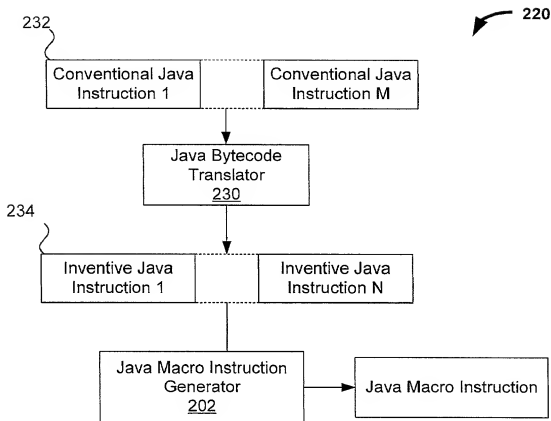 220
232
Conventional Java
Instruction 1
Conventional Java
Instruction M
Java Bytecode
Translator
230
234
Inventive Java
Instruction 1
Inventive Java
Instruction N
Java Macro Instruction
Generator
202
Java Macro Instruction